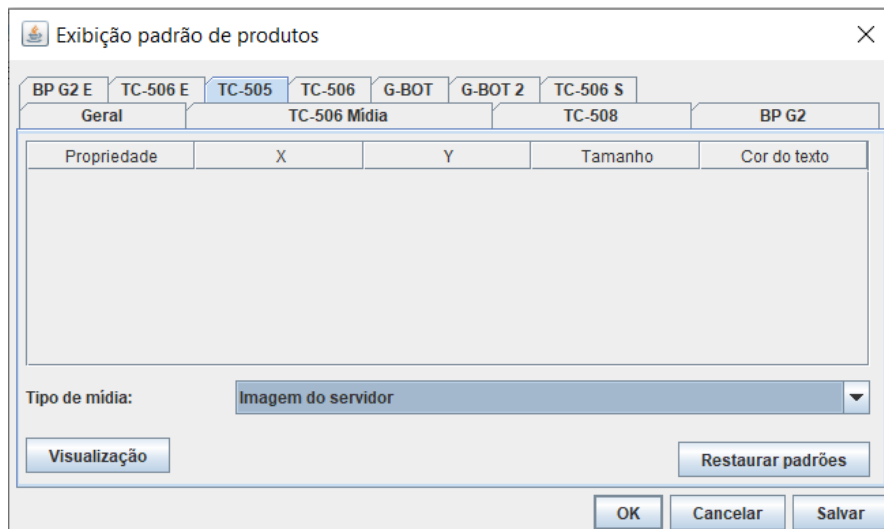 Exibição padrão de produtos
BP G2 E TC-506 E TC-505 TC-506 G-BOT G-BOT 2 TC-506 S
Geral TC-506 Mídia TC-508 BP G2
Propriedade X Y Tamanho Cor do texto
Tipo de mídia: Imagem do servidor
Visualização Restaurar padrões
OK Cancelar Salvar